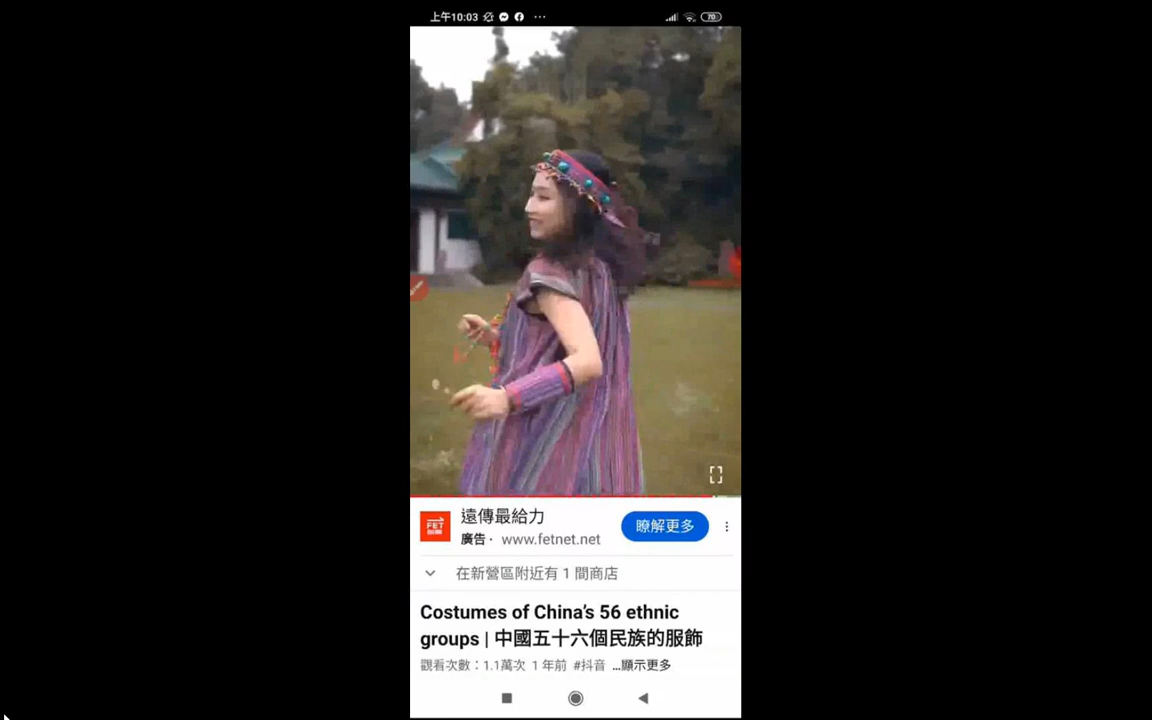 上午10:03
70
FET
遠傳最給力
廣告 · www.fetnet.net
瞭解更多
在新營區附近有 1 間商店
Costumes of China's 56 ethnic
groups | 中國五十六個民族的服飾
觀看次數：1.1萬次 1 年前 #抖音 ...顯示更多